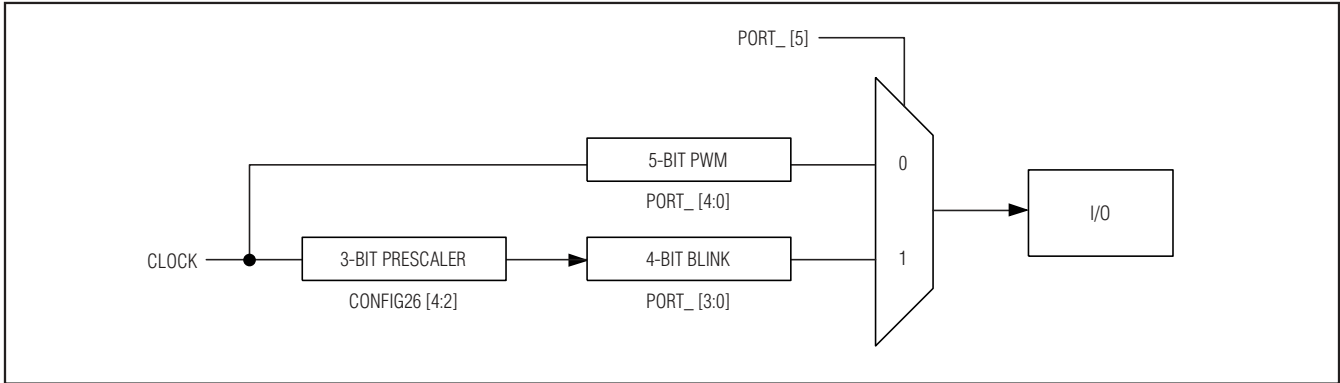 PORT_ [5]
5-BIT PWM
0
PORT_ [4:0]
I/O
CLOCK
3-BIT PRESCALER
4-BIT BLINK
1
CONFIG26 [4:2]
PORT_ [3:0]